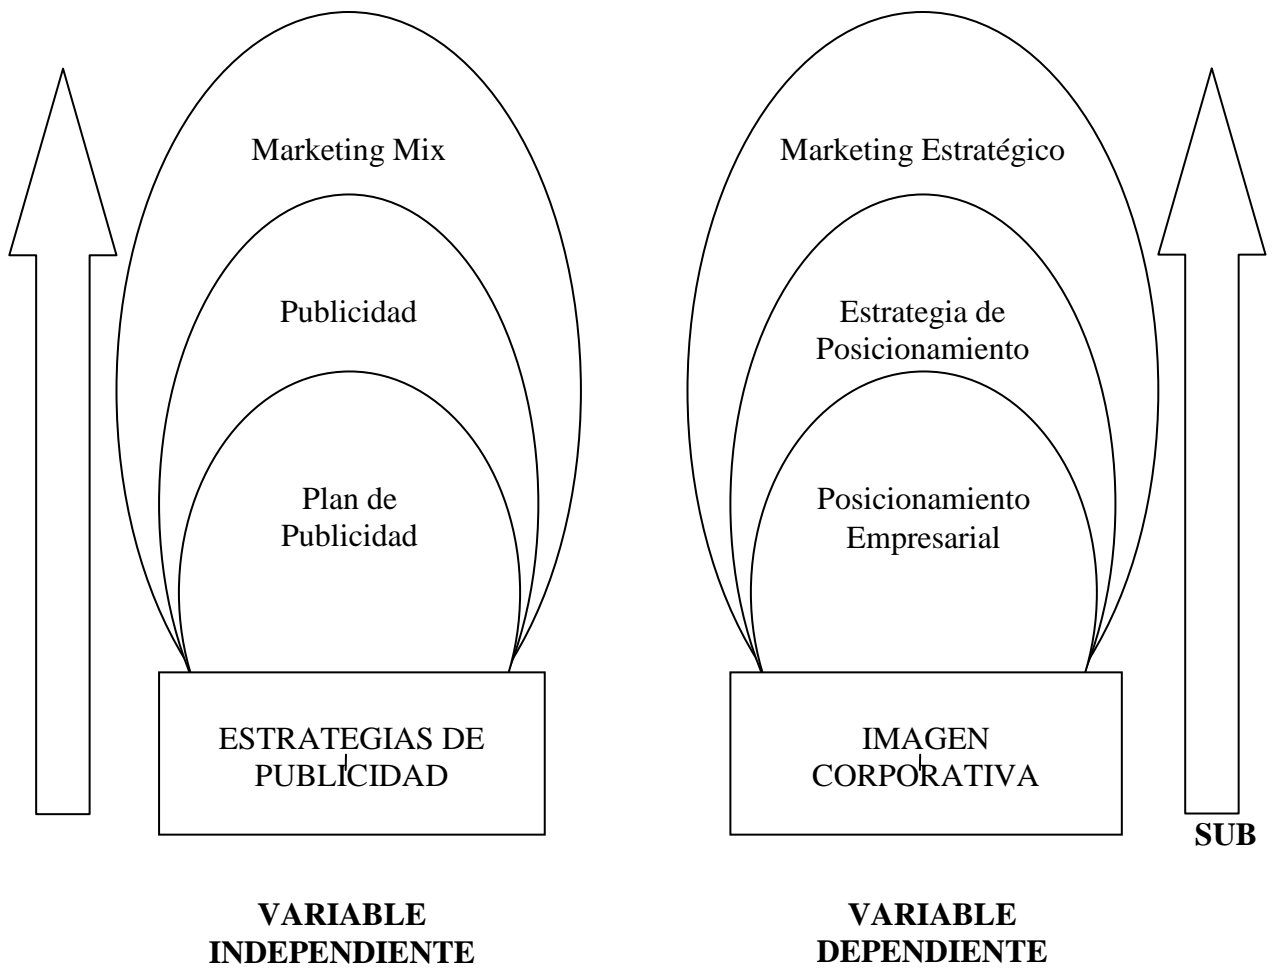 Marketing Mix
Publicidad
Plan de
Publicidad
ESTRATEGIAS DE
PUBLICIDAD
VARIABLE
INDEPENDIENTE
Marketing Estratégico
Estrategia de
Posicionamiento
Posicionamiento
Empresarial
IMAGEN
CORPORATIVA
VARIABLE
DEPENDIENTE
SUB